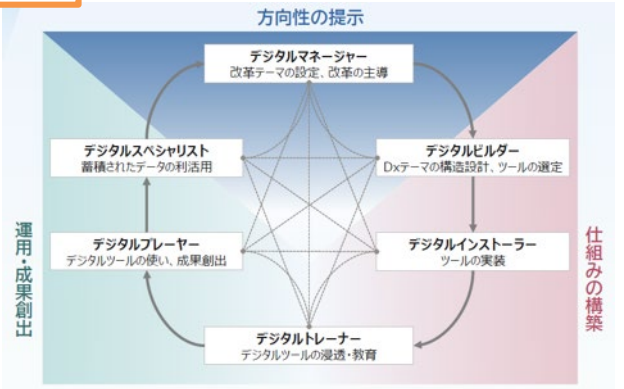 方向性の提示
デジタルマネージャー
改革テーマの設定、改革の主導
デジタルスペシャリスト
蓄積されたデータの利活用
デジタルビルダー
Dxテーマの構造設計、ツールの選定
デジタルプレーヤー
デジタルツールの使い、成果創出
デジタルインストーラー
ツールの実装
デジタルトレーナー
デジタルツールの浸透・教育
運用・成果創出
仕組みの構築